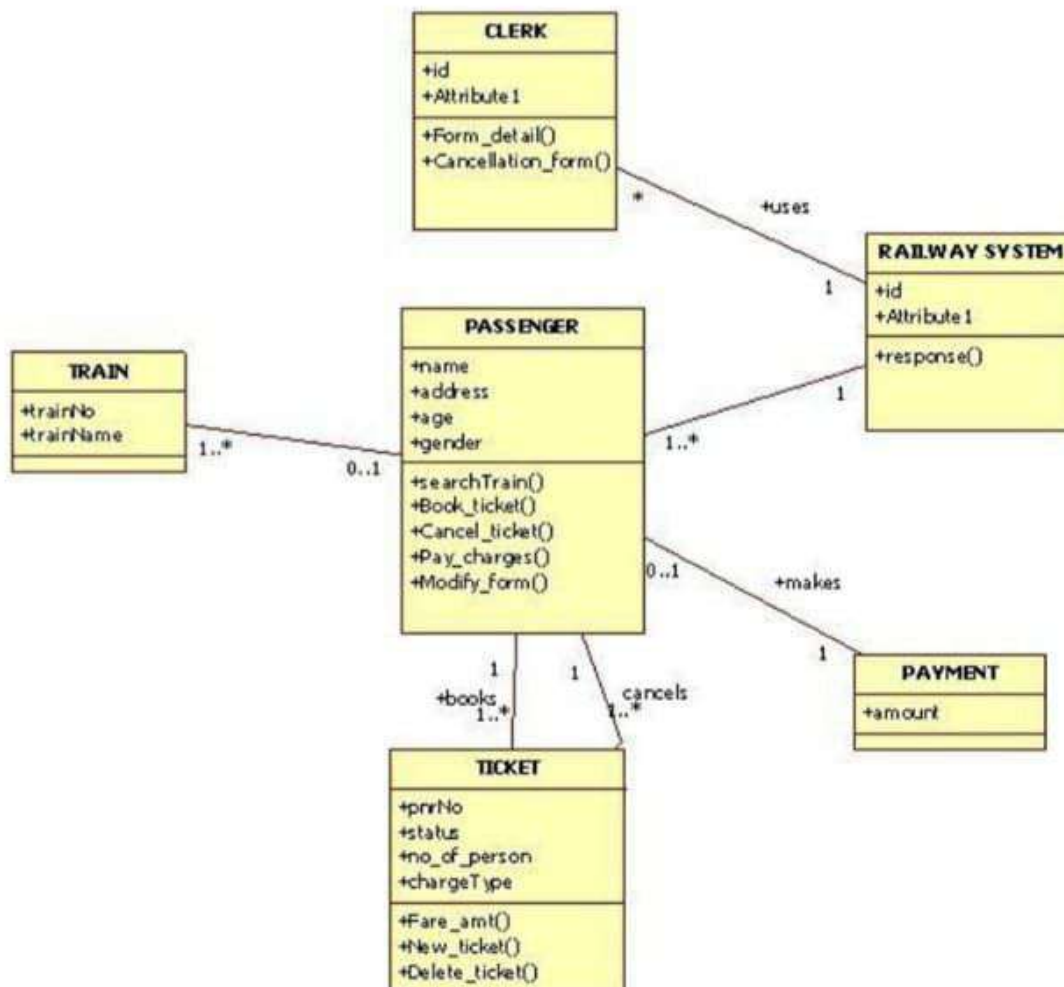 CLERK
+id
+Attribute1
+Form_detail()
+Cancellation_form()
*
+uses
1
RAILWAY SYSTEM
+id
+Attribute1
+response()
1
1..*
PASSENGER
+name
+address
+age
+gender
+searchTrain()
+Book_ticket()
+Cancel_ticket()
+Pay_charges()
+Modify_form()
TRAIN
+trainNo
+trainName
1..*
0..1
0..1
+makes
1
PAYMENT
+amount
1
+books
1..*
1
cancels
1..*
TICKET
+pnrNo
+status
+no_of_person
+chargeType
+Fare_amt()
+New_ticket()
+Delete_ticket()